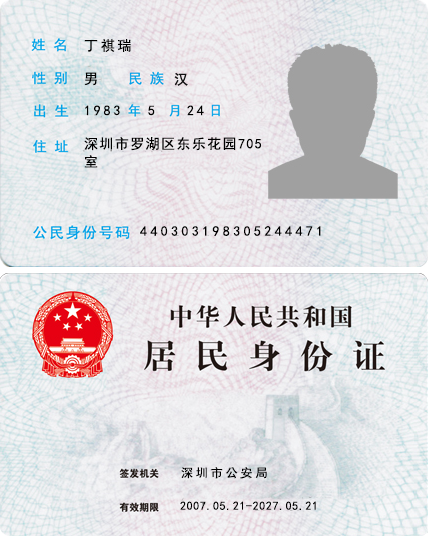 姓名 丁祺瑞
性别 男 民族 汉
出生 1983 年 5 月 24 日
住址 深圳市罗湖区东乐花园705
室
公民身份号码 440303198305244471
中华人民共和国
居民身份证
签发机关 深圳市公安局
有效期限 2007.05.21-2027.05.21